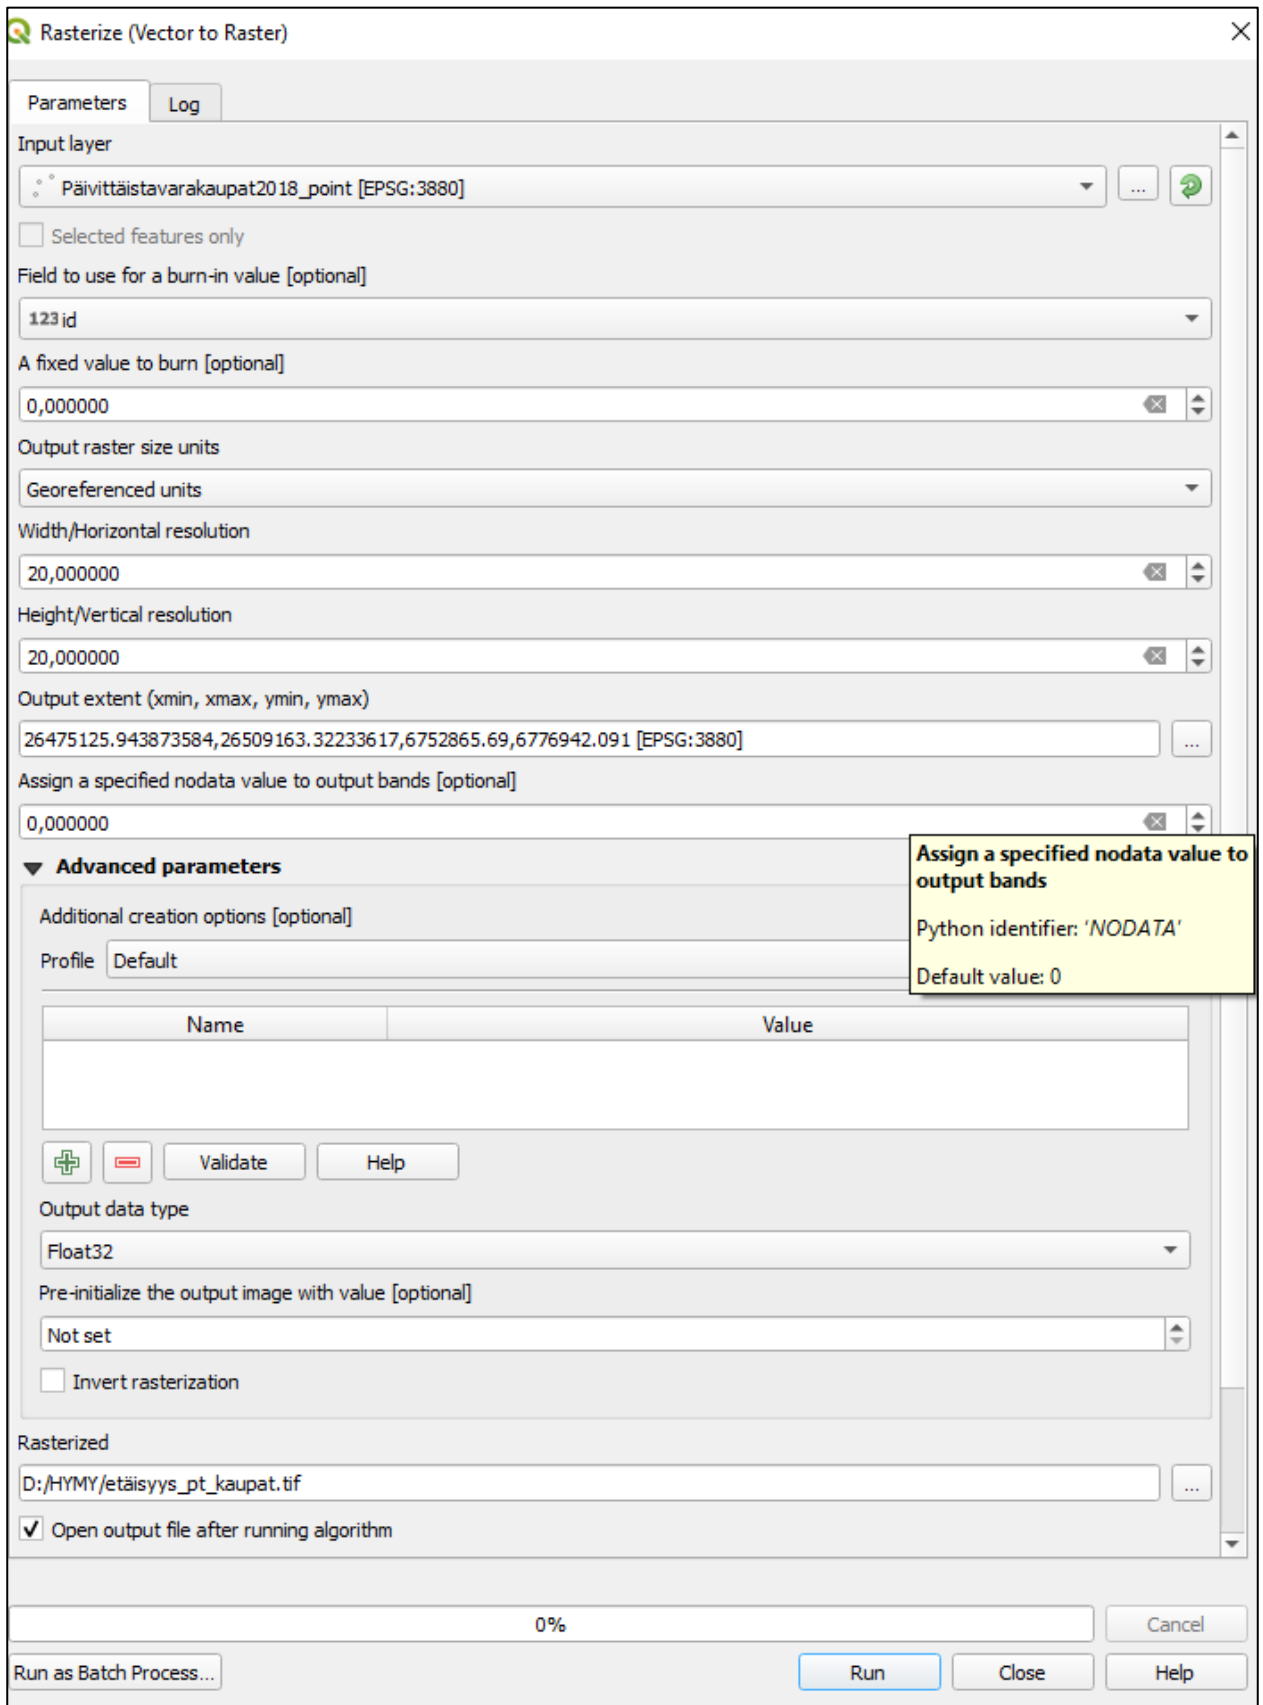 Rasterize (Vector to Raster)
Parameters
Log
Input layer
Päivittäistavarakaupat2018_point [EPSG:3880]
...
Selected features only
Field to use for a burn-in value [optional]
123 id
A fixed value to burn [optional]
0,000000
Output raster size units
Georeferenced units
Width/Horizontal resolution
20,000000
Height/Vertical resolution
20,000000
Output extent (xmin, xmax, ymin, ymax)
26475125.943873584,26509163.32233617,6752865.69,6776942.091 [EPSG:3880]
...
Assign a specified nodata value to output bands [optional]
0,000000
Assign a specified nodata value to
output bands
Python identifier: 'NODATA'
Default value: 0
Advanced parameters
Additional creation options [optional]
Profile Default
Name Value
Validate Help
Output data type
Float32
Pre-initialize the output image with value [optional]
Not set
Invert rasterization
Rasterized
D:/HYMY/etäisyys_pt_kaupat.tif
...
Open output file after running algorithm
0%
Cancel
Run as Batch Process...
Run
Close
Help